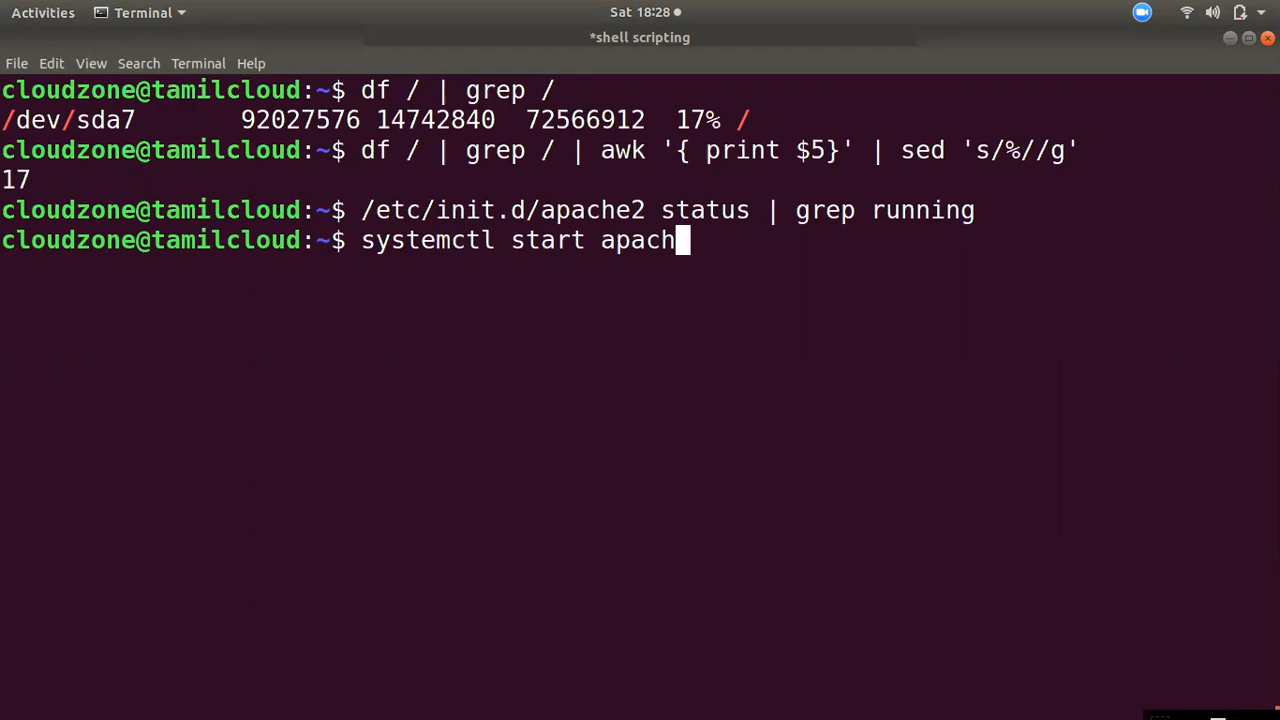 Activities Terminal Sat 18:28
*shell scripting
File Edit View Search Terminal Help
cloudzone@tamilcloud:~$ df / | grep /
/dev/sda7 92027576 14742840 72566912 17% /
cloudzone@tamilcloud:~$ df / | grep / | awk '{ print $5}' | sed 's/%//g'
17
cloudzone@tamilcloud:~$ /etc/init.d/apache2 status | grep running
cloudzone@tamilcloud:~$ systemctl start apach